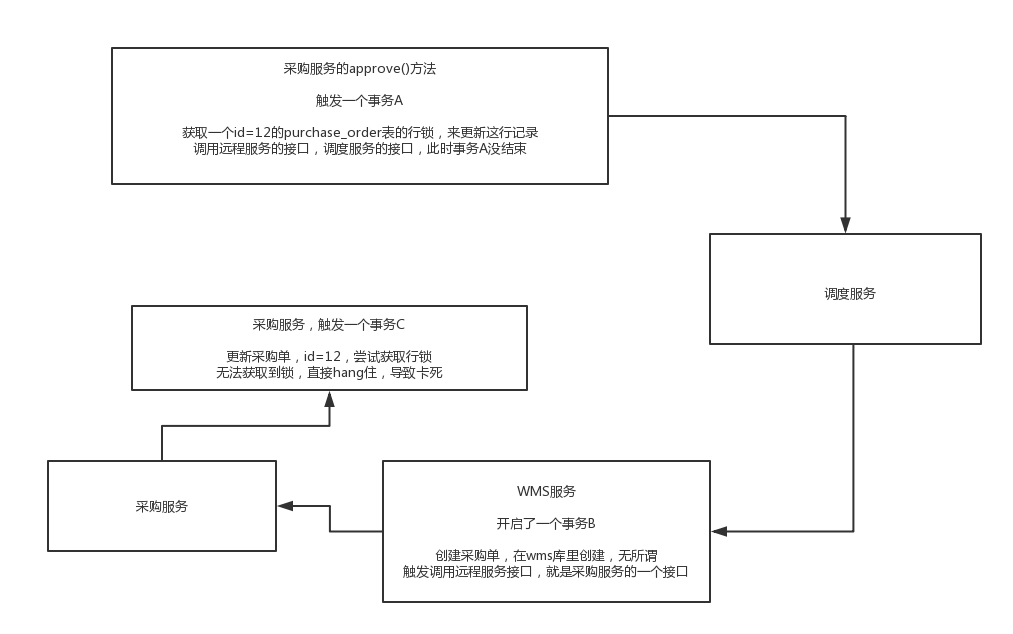 采购服务的approve()方法
触发一个事务A
获取一个id=12的purchase_order表的行锁，来更新这行记录
调用远程服务的接口，调度服务的接口，此时事务A没结束
调度服务
采购服务，触发一个事务C
更新采购单，id=12，尝试获取行锁
无法获取到锁，直接hang住，导致卡死
采购服务
WMS服务
开启了一个事务B
创建采购单，在wms库里创建，无所谓
触发调用远程服务接口，就是采购服务的一个接口